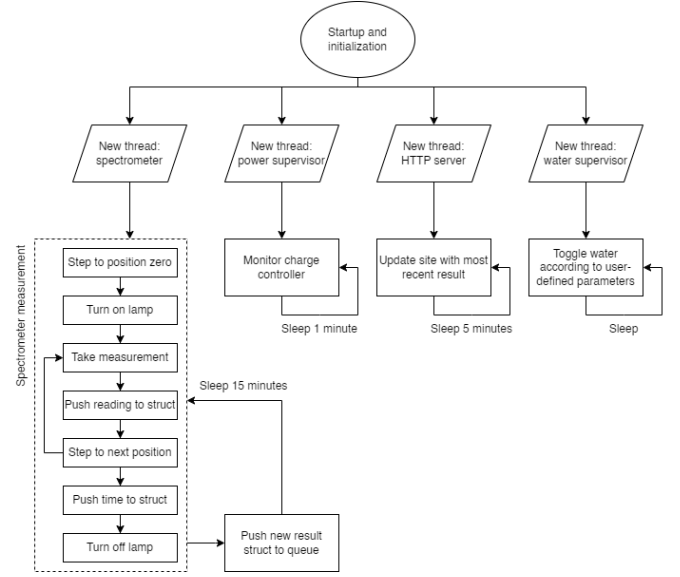 Startup and
initialization
New thread:
spectrometer
New thread:
power supervisor
New thread:
HTTP server
New thread:
water supervisor
Spectrometer measurement
Step to position zero
Turn on lamp
Take measurement
Push reading to struct
Step to next position
Push time to struct
Turn off lamp
Monitor charge
controller
Sleep 1 minute
Update site with most
recent result
Sleep 5 minutes
Toggle water
according to user-
defined parameters
Sleep
Sleep 15 minutes
Push new result
struct to queue